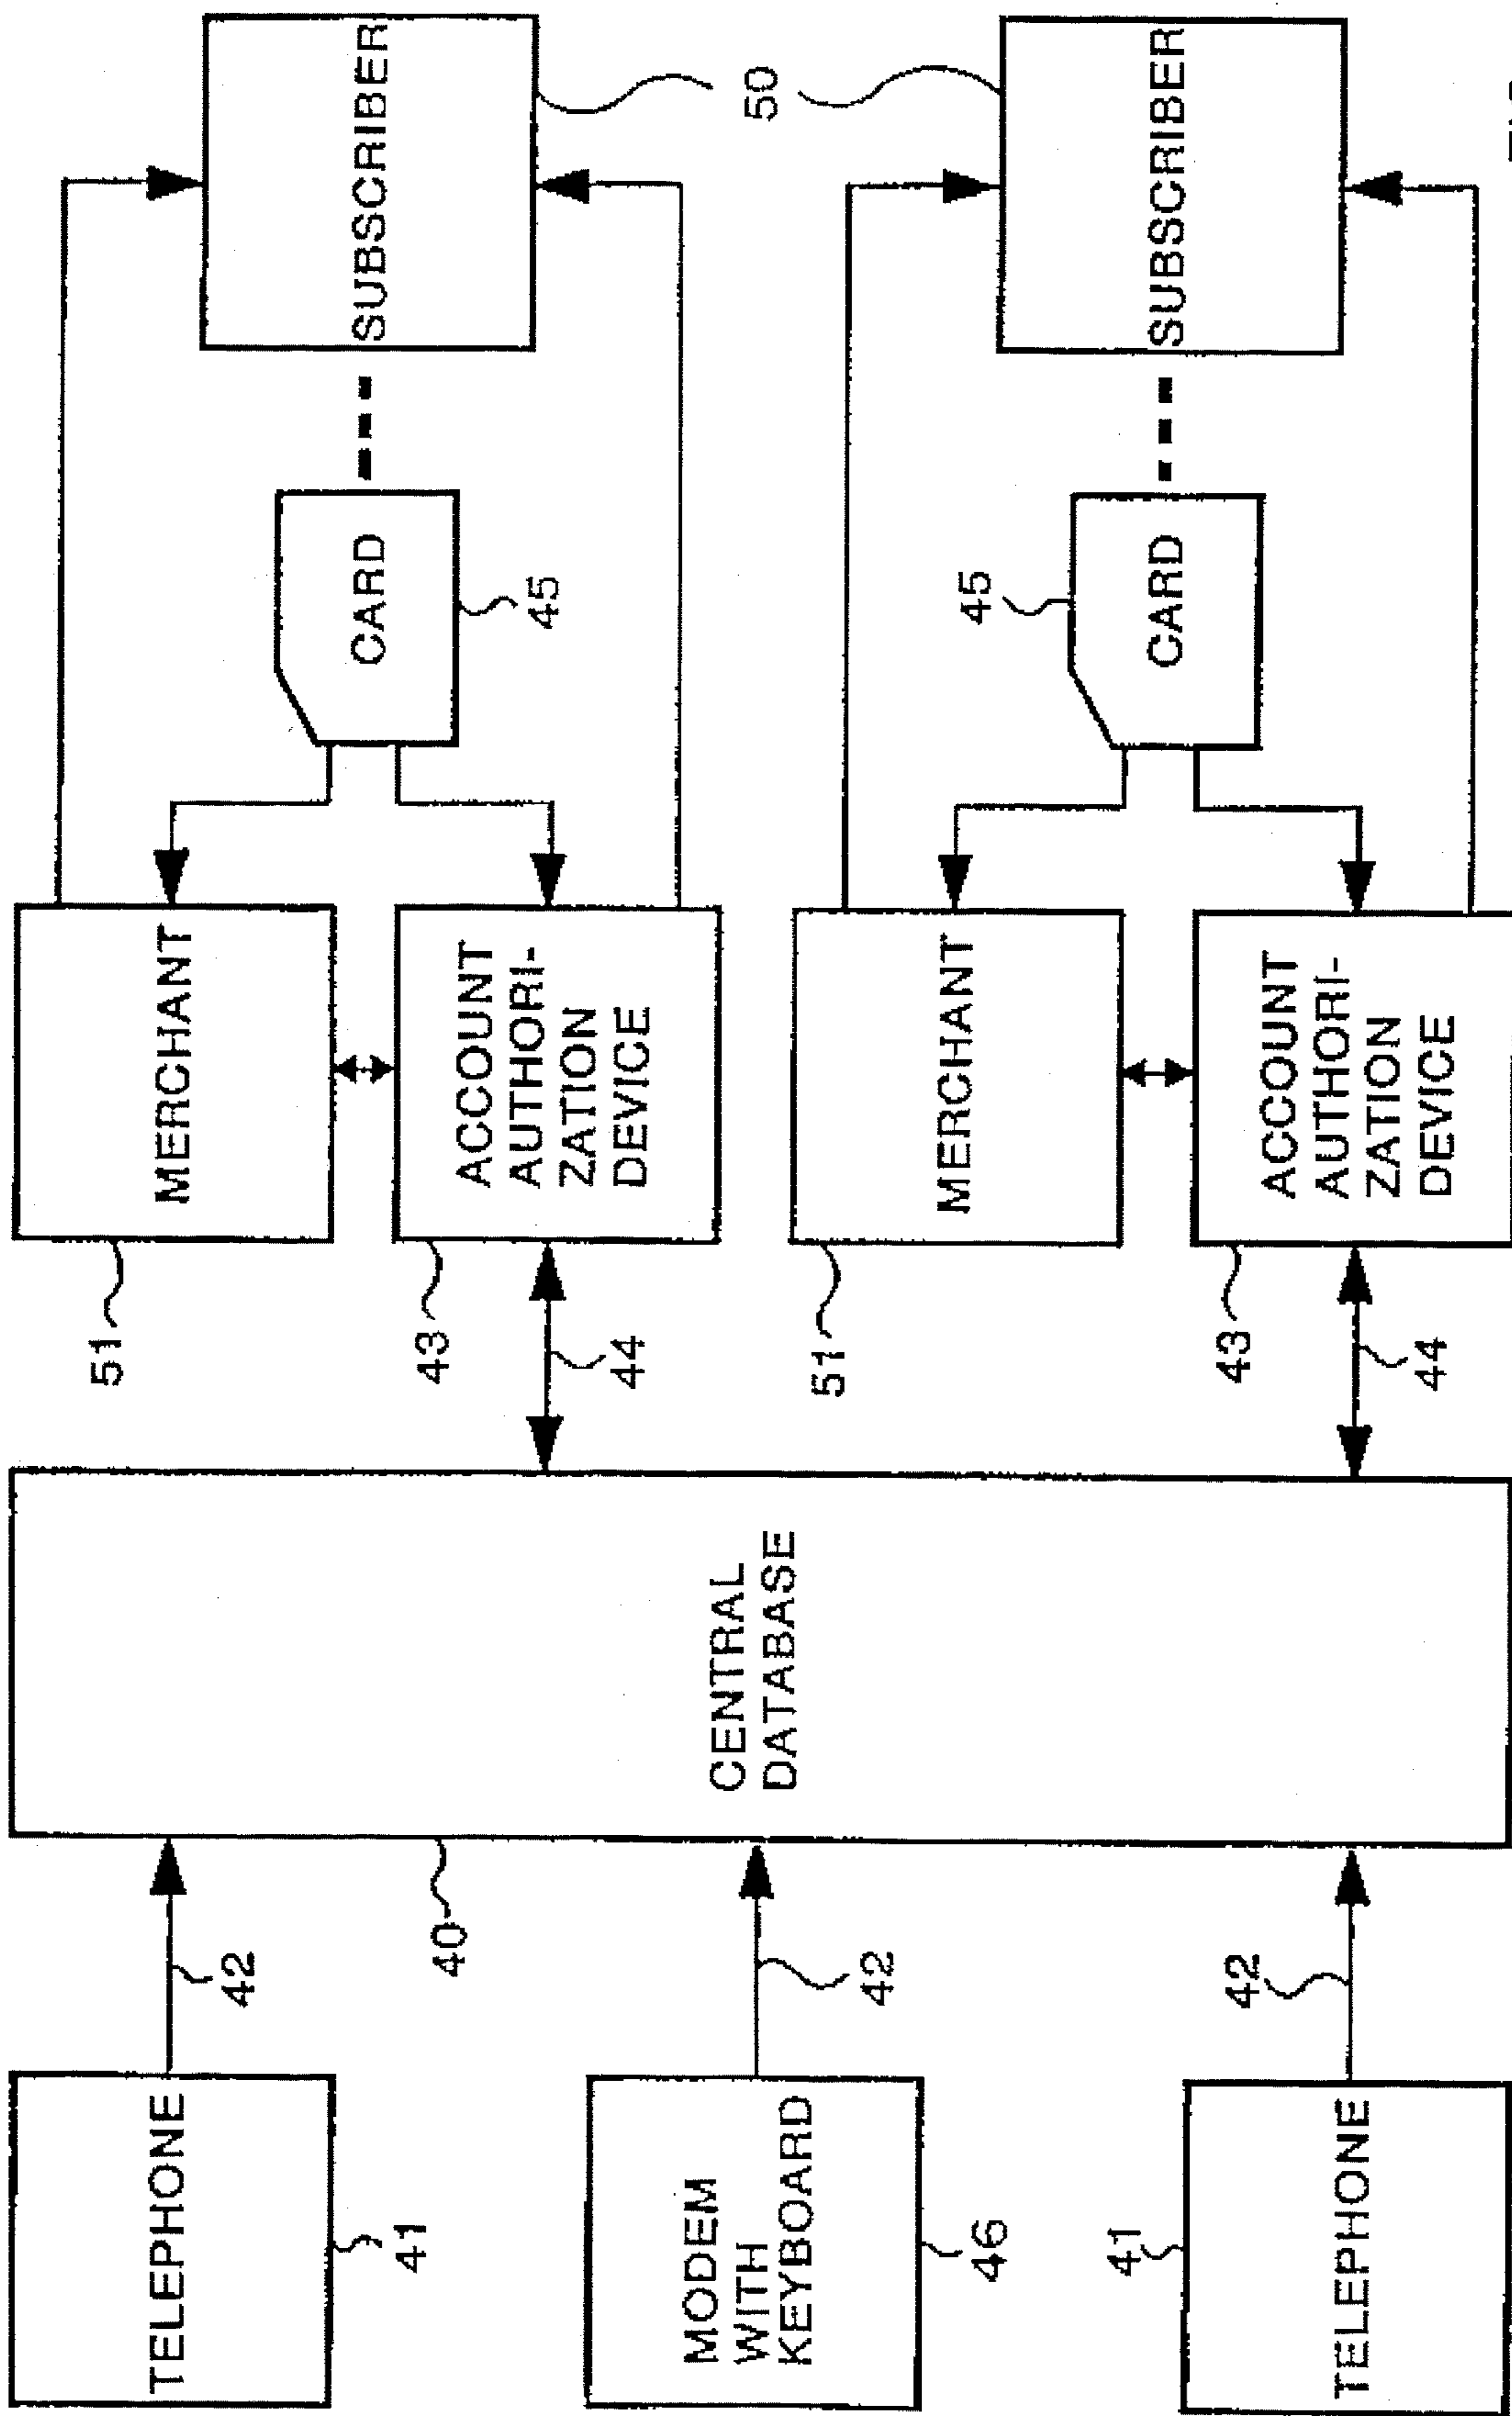 TELEPHONE
41
42
40
CENTRAL
DATABASE
51
MERCHANT
43
ACCOUNT
AUTHORI-
ZATION
DEVICE
44
CARD
45
SUBSCRIBER
50
MODEM
WITH
KEYBOARD
46
42
TELEPHONE
41
42
51
MERCHANT
43
ACCOUNT
AUTHORI-
ZATION
DEVICE
44
CARD
45
SUBSCRIBER